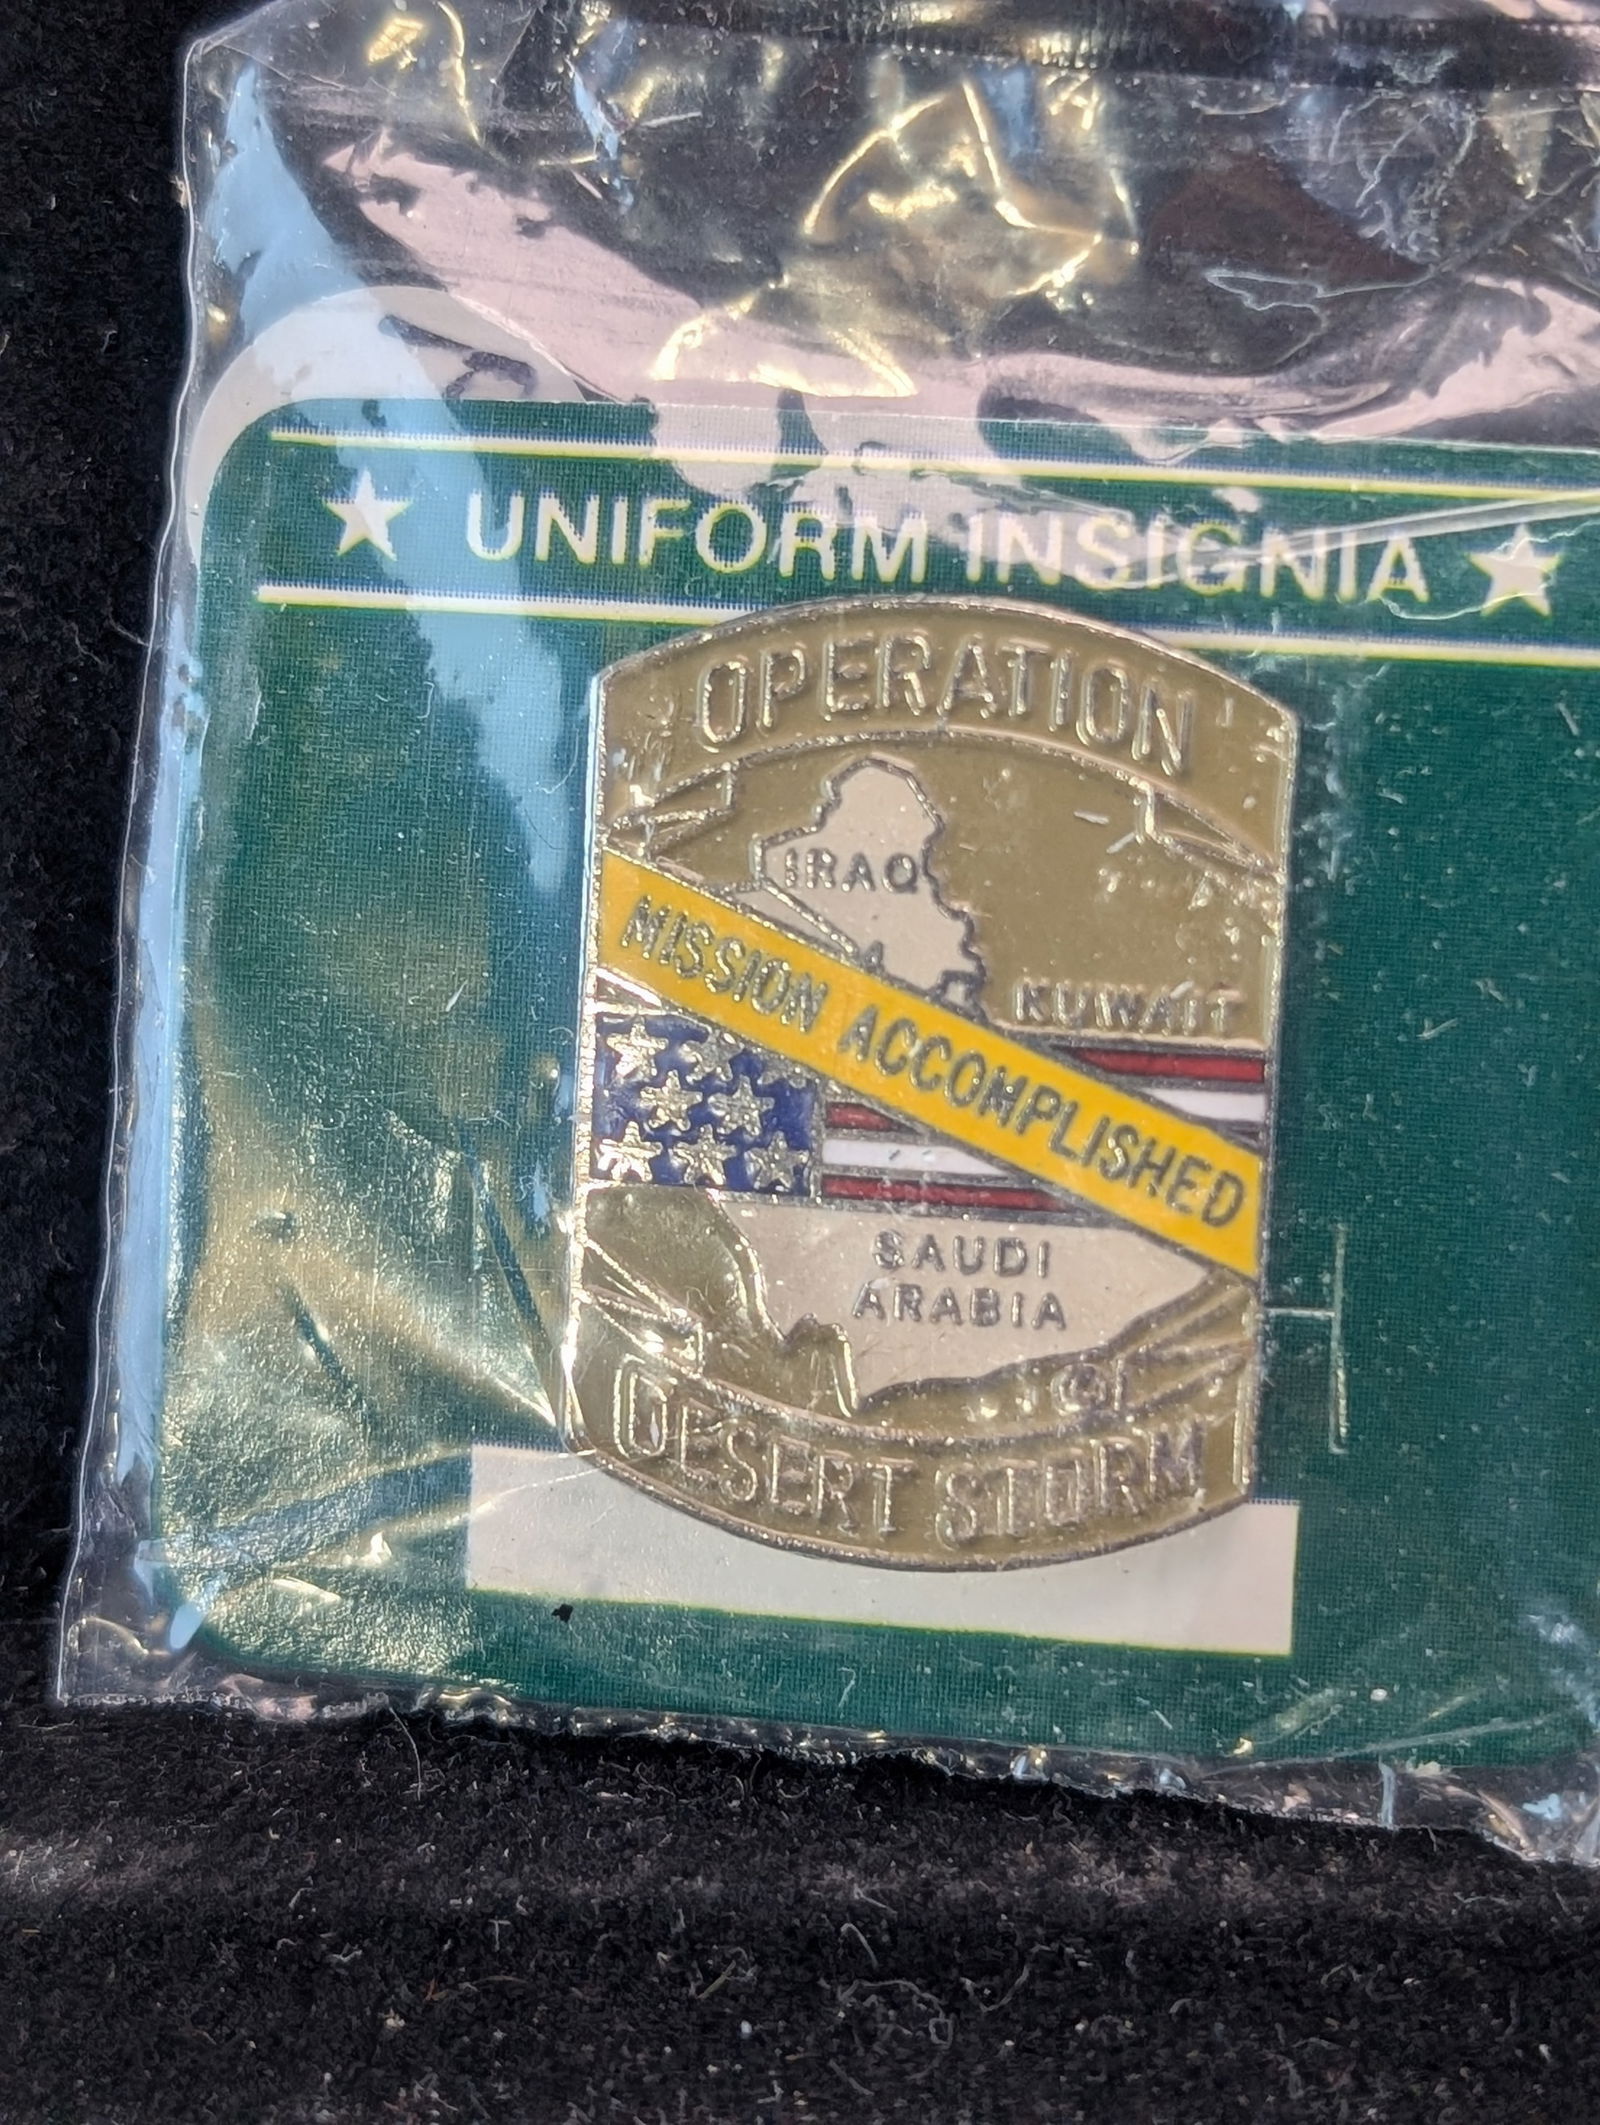 ★ UNIFORM INSIGNIA ★
OPERATION
IRAQ
MISSION ACCOMPLISHED
KUWAIT
SAUDI
ARABIA
DESERT STORM